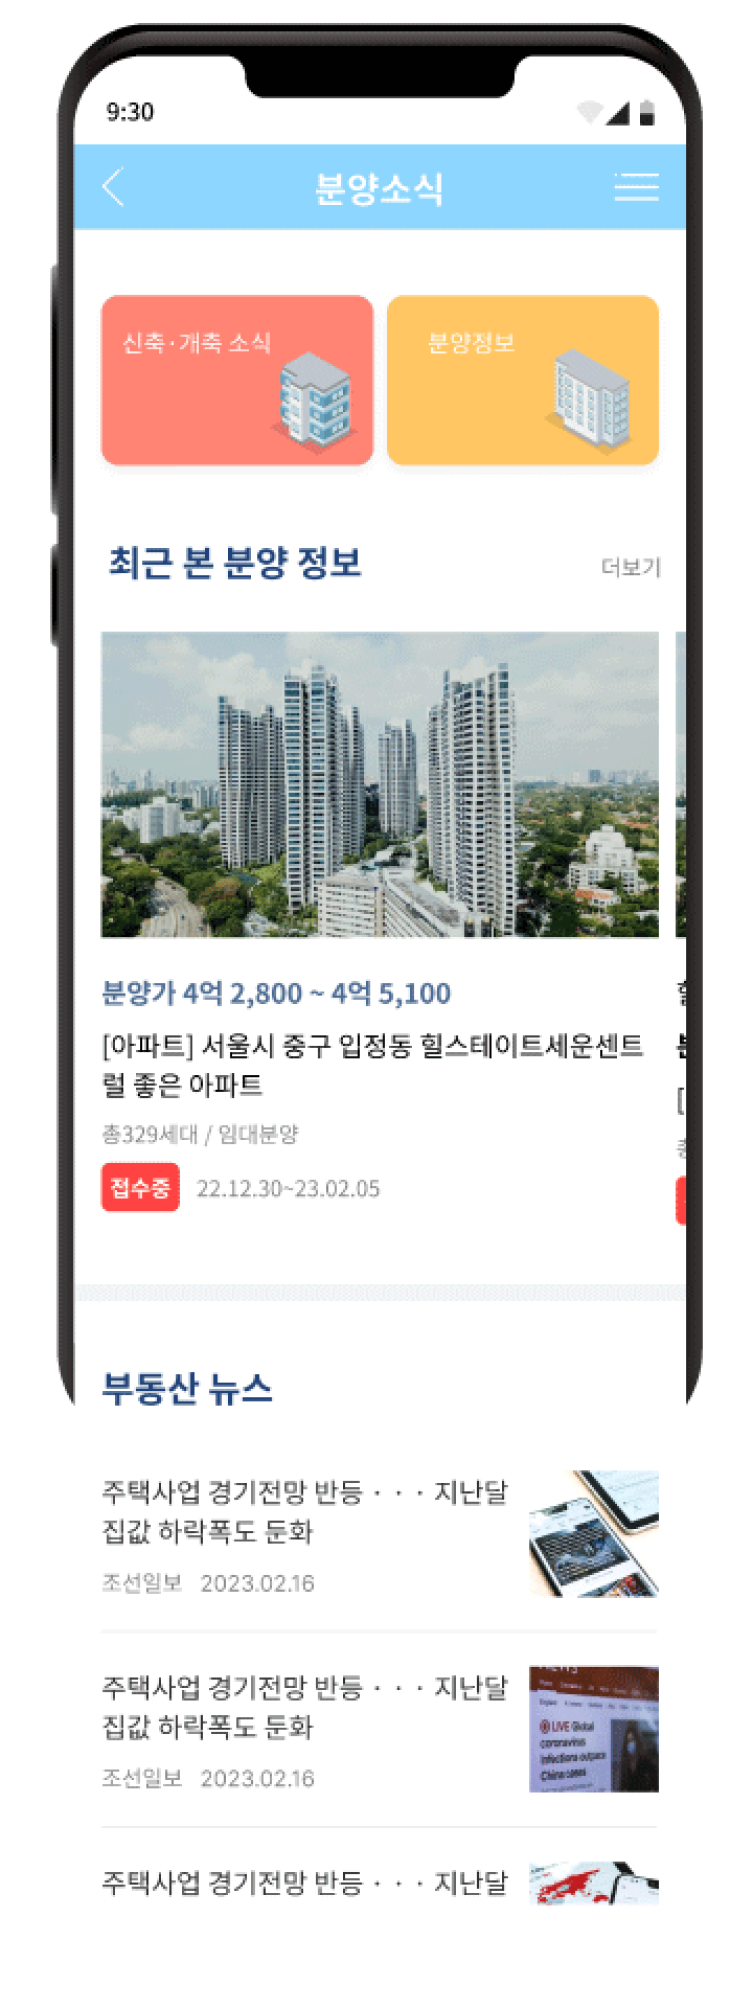 9:30
분양소식
신축·개축 소식
분양정보
최근 본 분양 정보
더보기
분양가 4억 2,800 ~ 4억 5,100
[아파트] 서울시 중구 입정동 힐스테이트세운센트
럴 좋은 아파트
총329세대 / 임대분양
접수중 22.12.30~23.02.05
부동산 뉴스
주택사업 경기전망 반등 · · · 지난달
집값 하락폭도 둔화
조선일보 2023.02.16
주택사업 경기전망 반등 · · · 지난달
집값 하락폭도 둔화
조선일보 2023.02.16
LIVE Global
coronavirus
infections outpace
China cases
주택사업 경기전망 반등 · · · 지난달